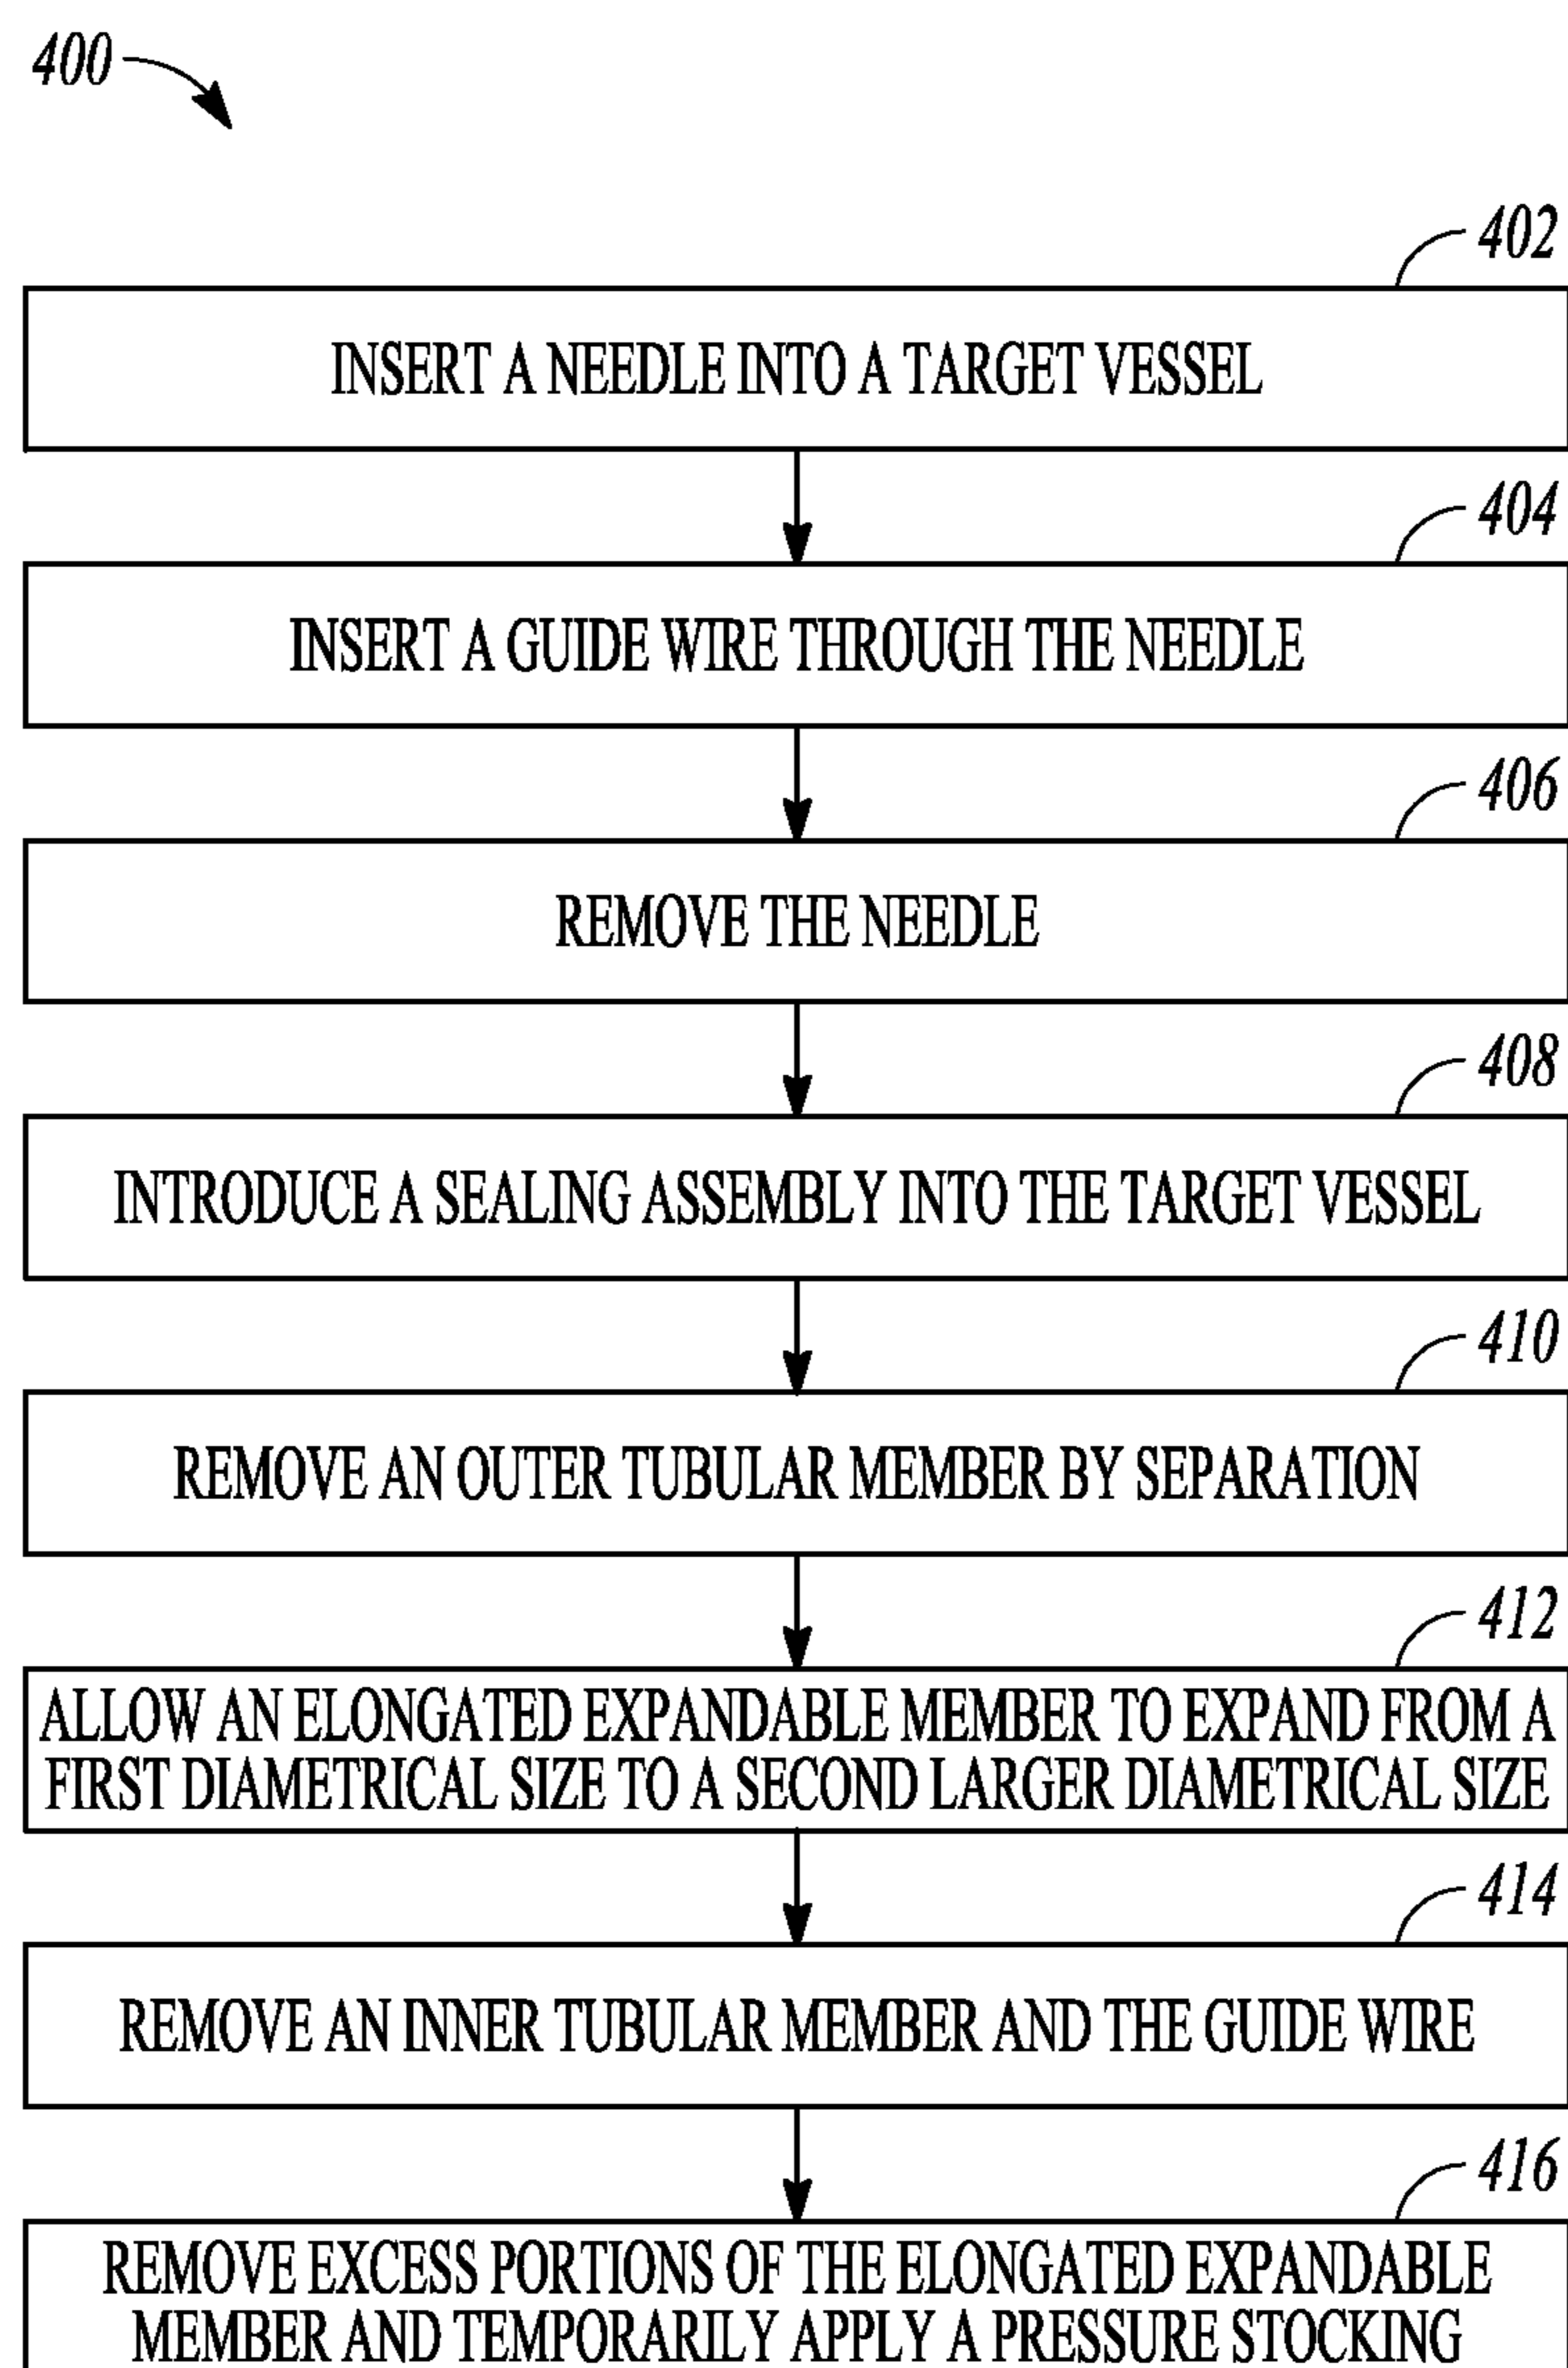 400
402
INSERT A NEEDLE INTO A TARGET VESSEL
404
INSERT A GUIDE WIRE THROUGH THE NEEDLE
406
REMOVE THE NEEDLE
408
INTRODUCE A SEALING ASSEMBLY INTO THE TARGET VESSEL
410
REMOVE AN OUTER TUBULAR MEMBER BY SEPARATION
412
ALLOW AN ELONGATED EXPANDABLE MEMBER TO EXPAND FROM A
FIRST DIAMETRICAL SIZE TO A SECOND LARGER DIAMETRICAL SIZE
414
REMOVE AN INNER TUBULAR MEMBER AND THE GUIDE WIRE
416
REMOVE EXCESS PORTIONS OF THE ELONGATED EXPANDABLE
MEMBER AND TEMPORARILY APPLY A PRESSURE STOCKING